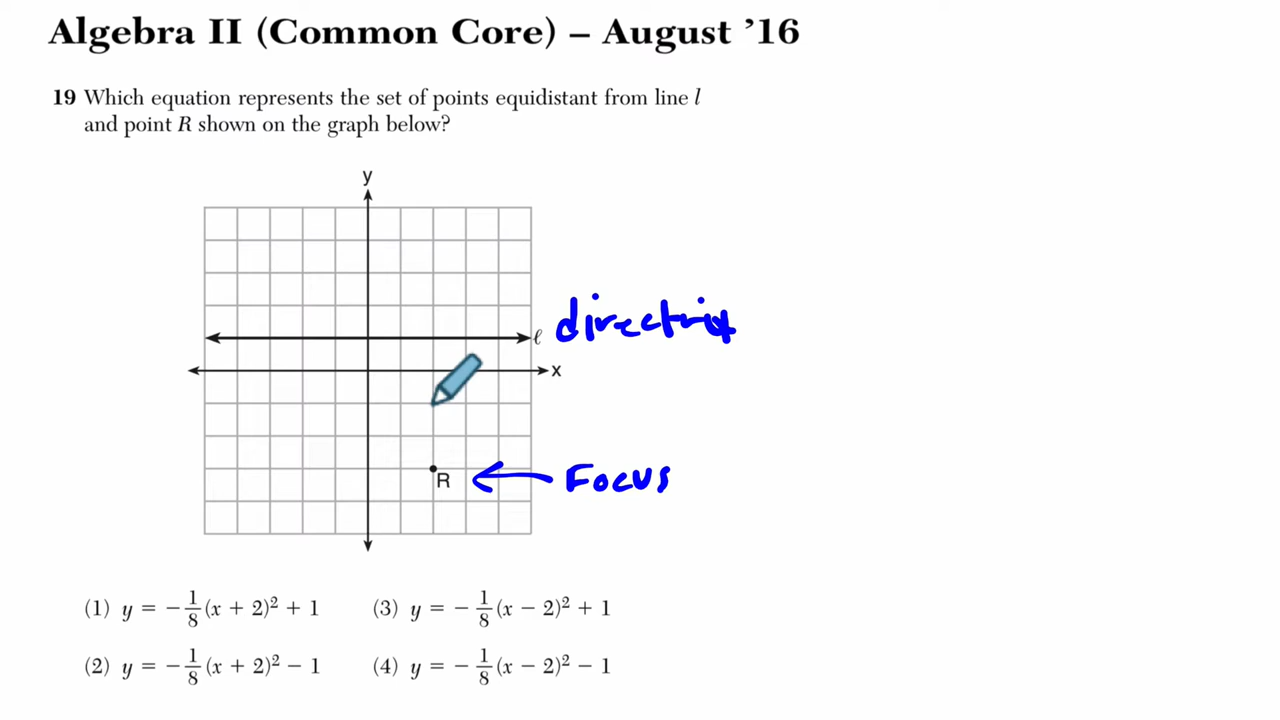 Algebra II (Common Core) – August ’16
19 Which equation represents the set of points equidistant from line l
and point R shown on the graph below?
y
ℓ directrix
x
R ← Focus
(1) y = −1/8(x + 2)² + 1 (3) y = −1/8(x − 2)² + 1
(2) y = −1/8(x + 2)² − 1 (4) y = −1/8(x − 2)² − 1